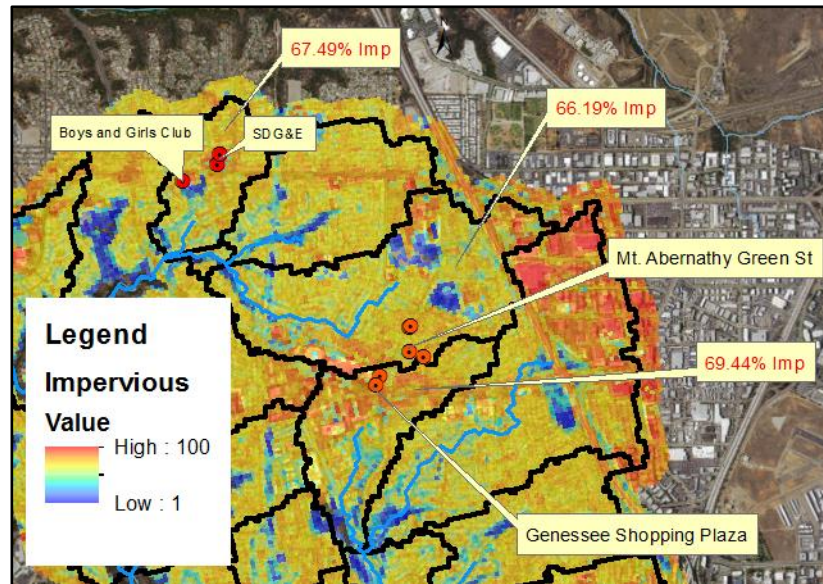 67.49% Imp
66.19% Imp
Boys and Girls Club
SDG&E
Mt. Abernathy Green St
69.44% Imp
Genessee Shopping Plaza
Legend
Impervious
Value
High : 100
Low : 1